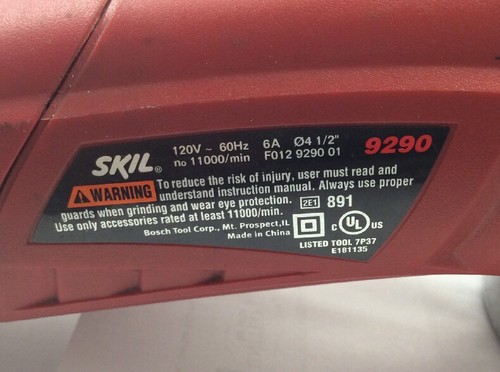 SKIL®
120V ~ 60Hz 6A Ø4 1/2" 9290
no 11000/min F012 9290 01
WARNING To reduce the risk of injury, user must read and
understand instruction manual. Always use proper
guards when grinding and wear eye protection. 2E1 891
Use only accessories rated at least 11000/min.
Bosch Tool Corp., Mt. Prospect,IL
Made in China
C UL® US
LISTED TOOL 7P37
E181135